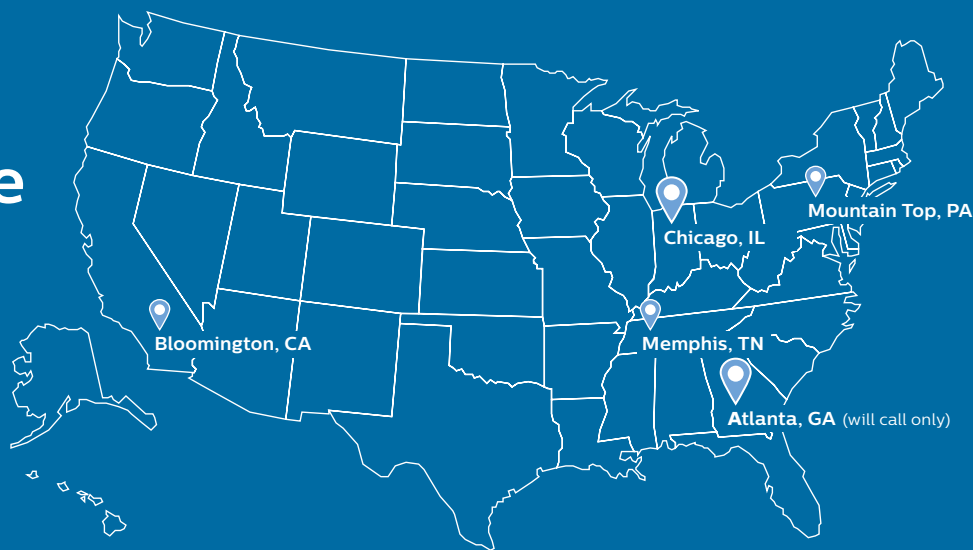 e
Mountain Top, PA
Chicago, IL
Bloomington, CA
Memphis, TN
Atlanta, GA (will call only)